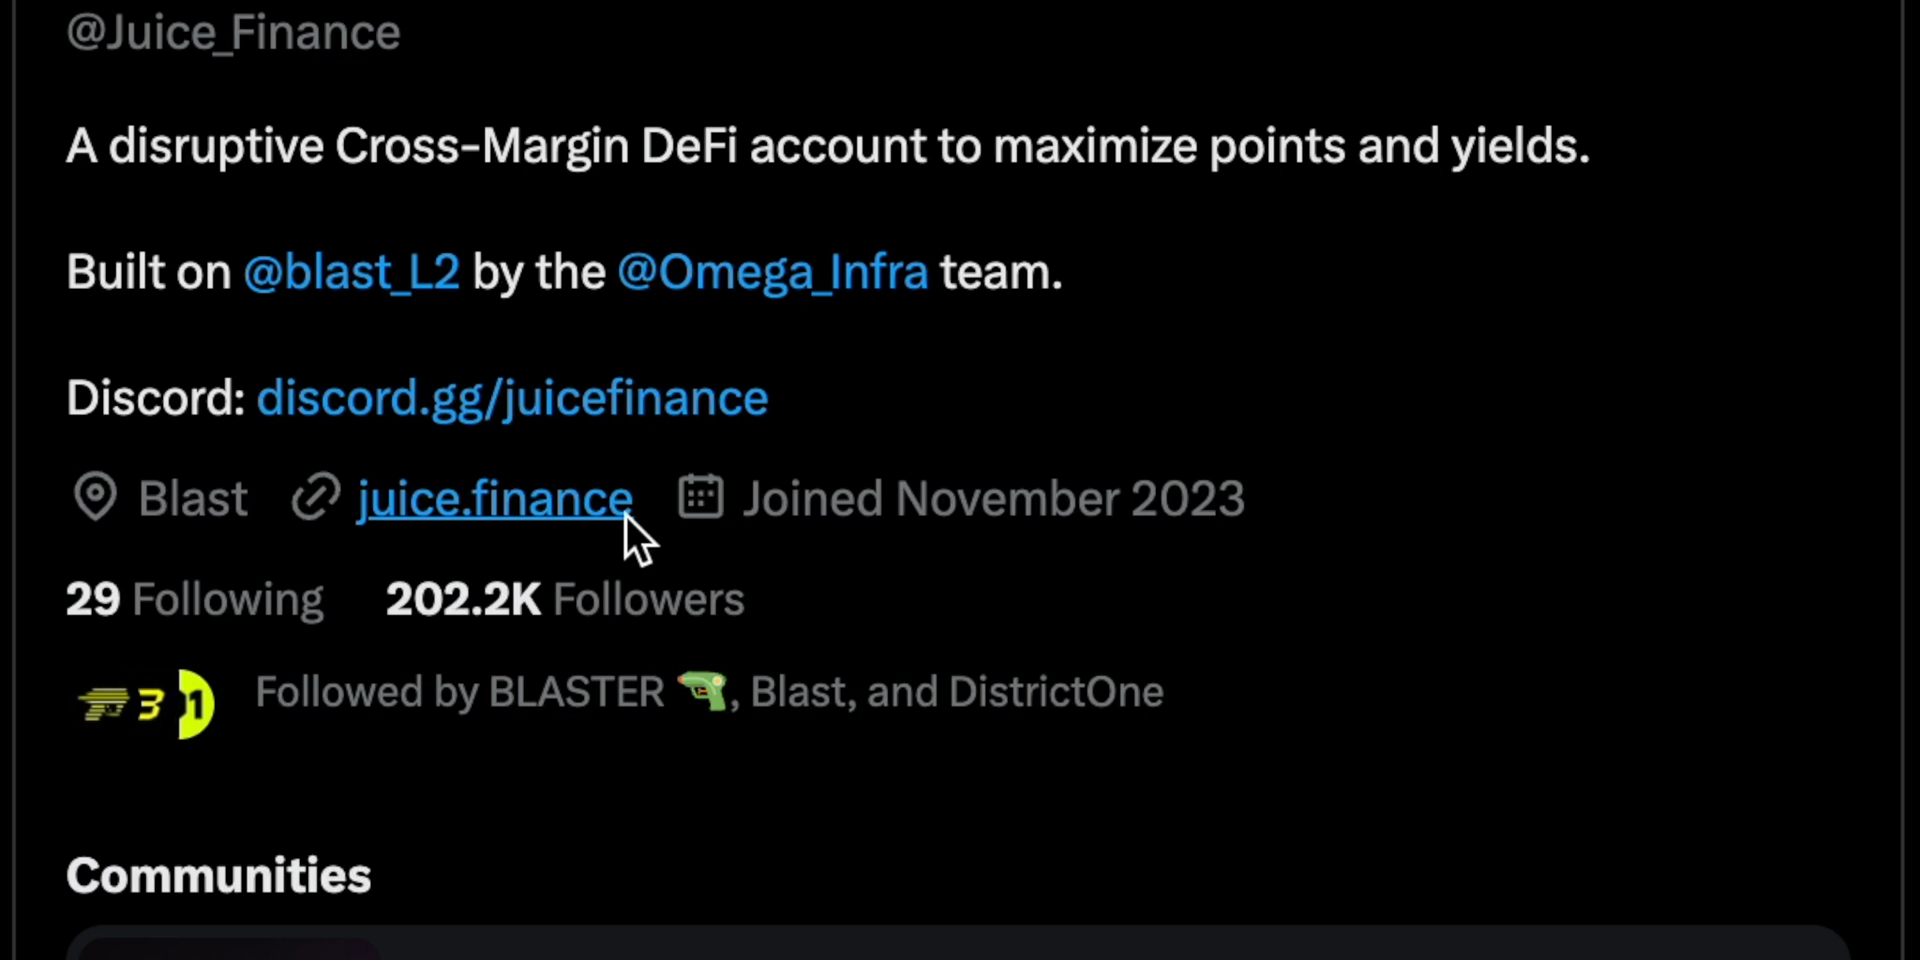 @Juice_Finance
A disruptive Cross-Margin DeFi account to maximize points and yields.
Built on @blast_L2 by the @Omega_Infra team.
Discord: discord.gg/juicefinance
Blast juice.finance Joined November 2023
29 Following 202.2K Followers
3 1 Followed by BLASTER 🔫, Blast, and DistrictOne
Communities